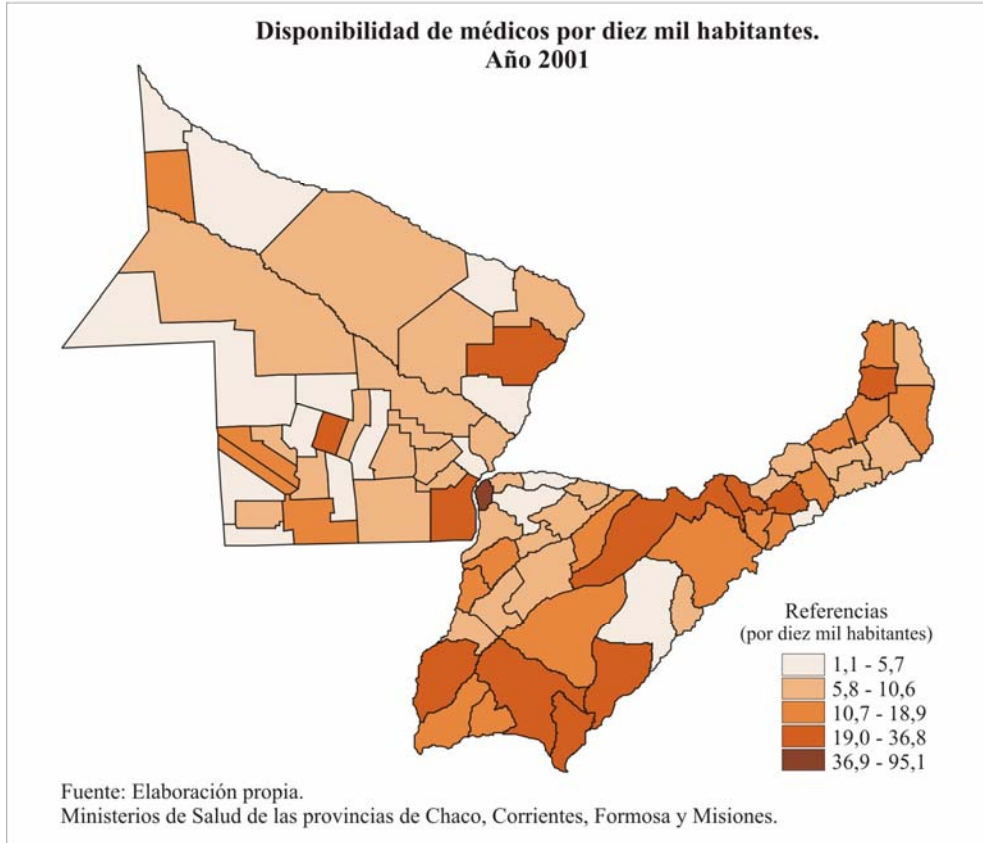 Disponibilidad de médicos por diez mil habitantes.
Año 2001
Referencias
(por diez mil habitantes)
1,1 - 5,7
5,8 - 10,6
10,7 - 18,9
19,0 - 36,8
36,9 - 95,1
Fuente: Elaboración propia.
Ministerios de Salud de las provincias de Chaco, Corrientes, Formosa y Misiones.